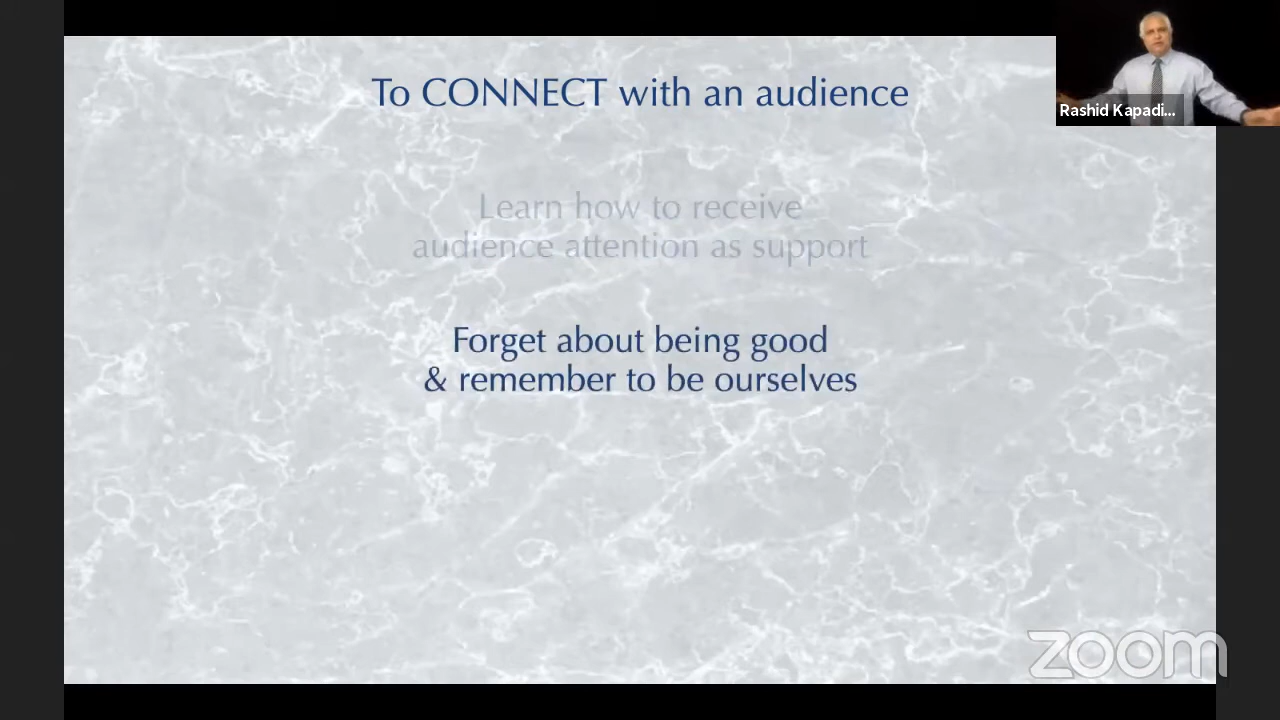 To CONNECT with an audience
Rashid Kapadi...
Learn how to receive
audience attention as support
Forget about being good
& remember to be ourselves
zoom